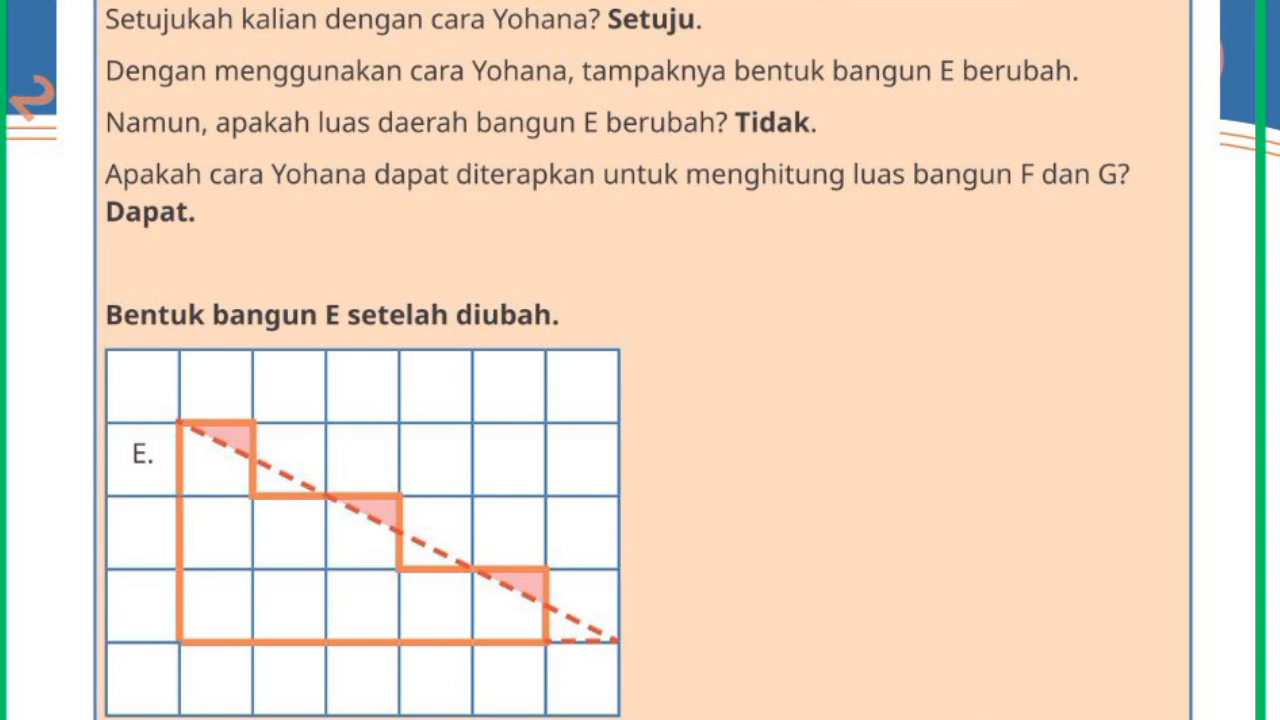 Setujukah kalian dengan cara Yohana? Setuju.
Dengan menggunakan cara Yohana, tampaknya bentuk bangun E berubah.
Namun, apakah luas daerah bangun E berubah? Tidak.
Apakah cara Yohana dapat diterapkan untuk menghitung luas bangun F dan G?
Dapat.
Bentuk bangun E setelah diubah.
E.